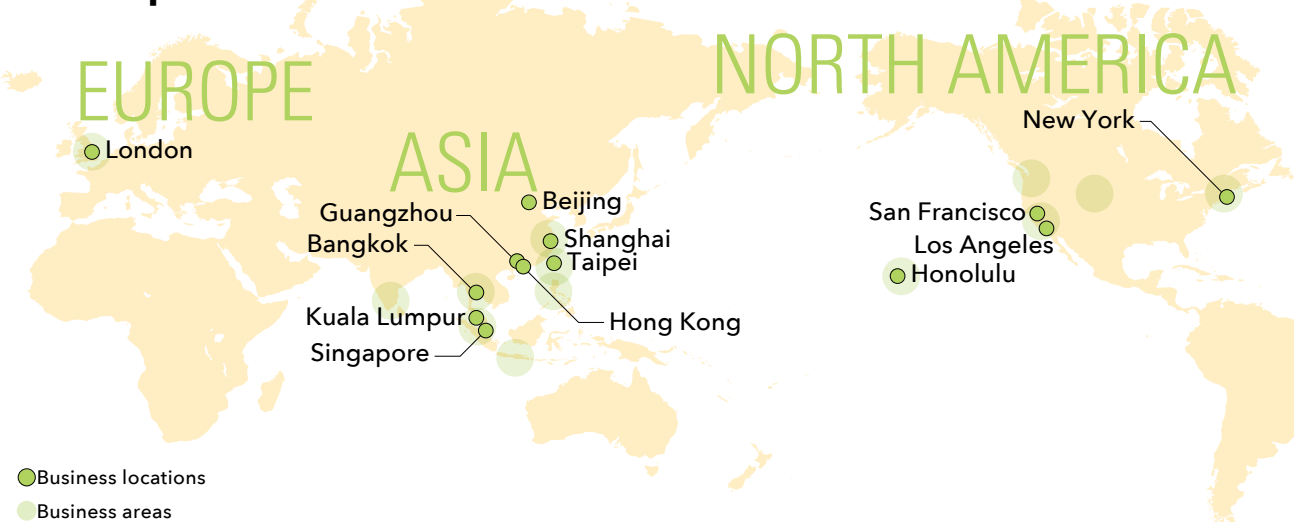 EUROPE
NORTH AMERICA
New York
London
ASIA
Beijing
Guangzhou
San Francisco
Shanghai
Bangkok
Los Angeles
Taipei
Honolulu
Kuala Lumpur
Hong Kong
Singapore
Business locations
Business areas